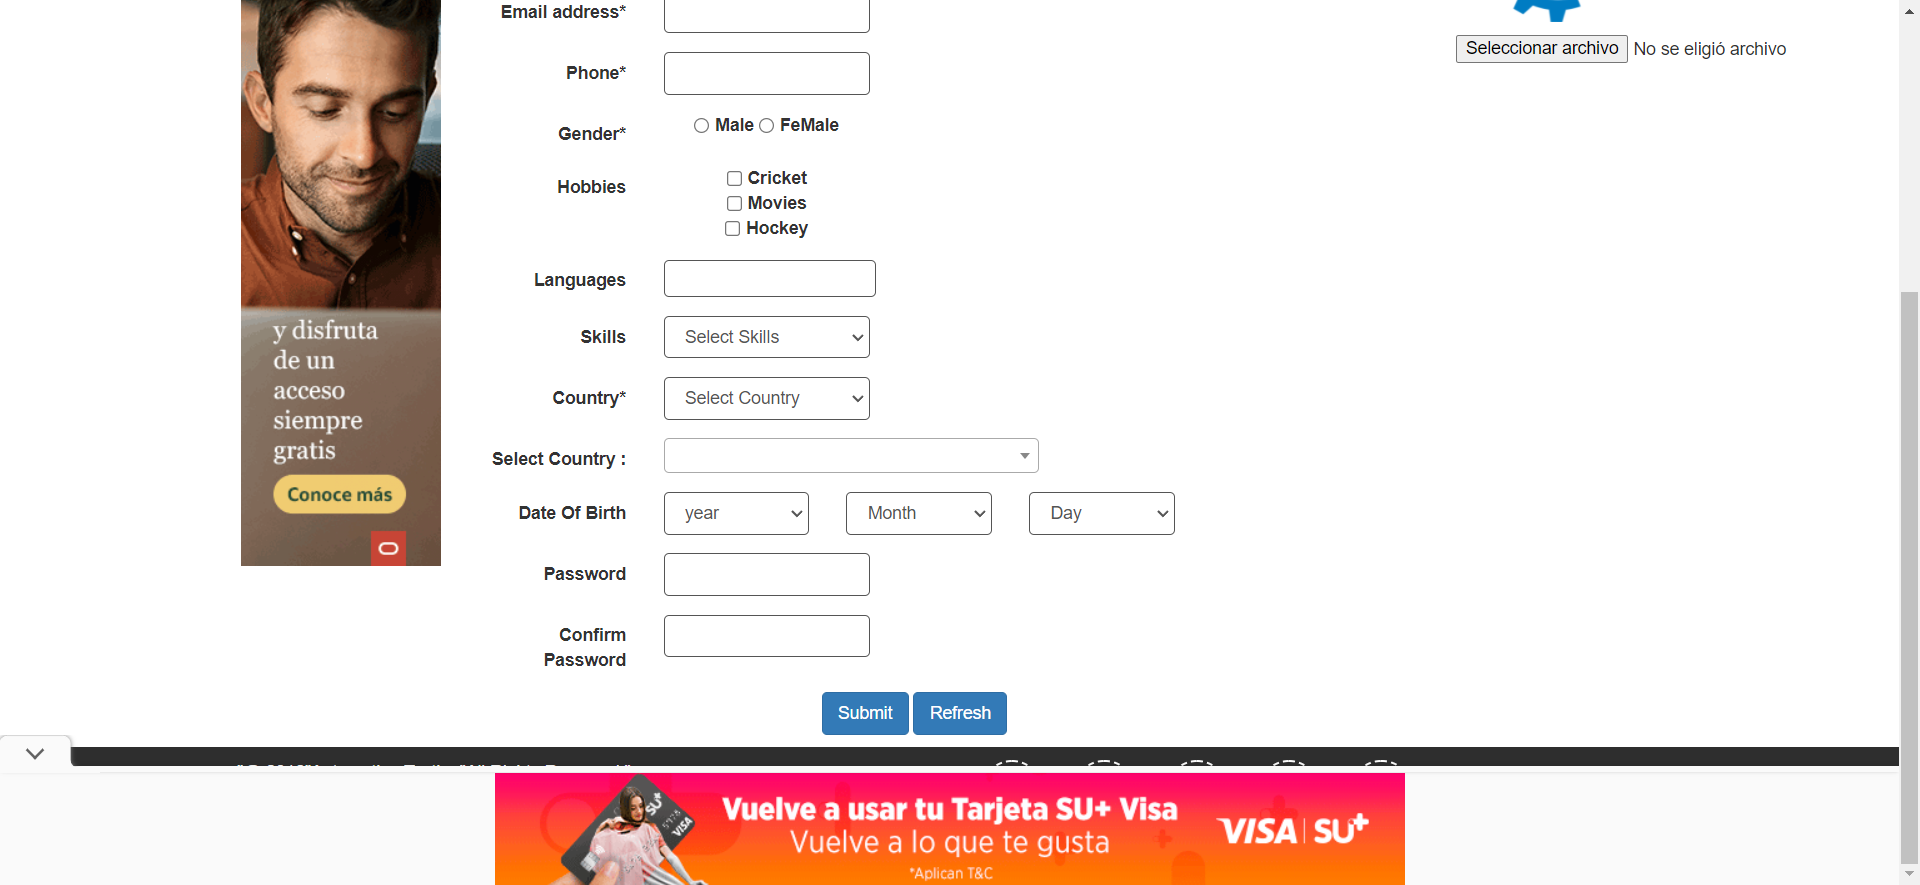 Email address*
Seleccionar archivo No se eligió archivo
Phone*
Gender*
Male FeMale
Hobbies
Cricket
Movies
Hockey
Languages
Skills
Select Skills
Country*
Select Country
Select Country :
Date Of Birth
year Month Day
Password
Confirm
Password
Submit Refresh
y disfruta
de un
acceso
siempre
gratis
Conoce más
SU+
VISA
Vuelve a usar tu Tarjeta SU+ Visa
Vuelve a lo que te gusta
*Aplican T&C
VISA | SU+